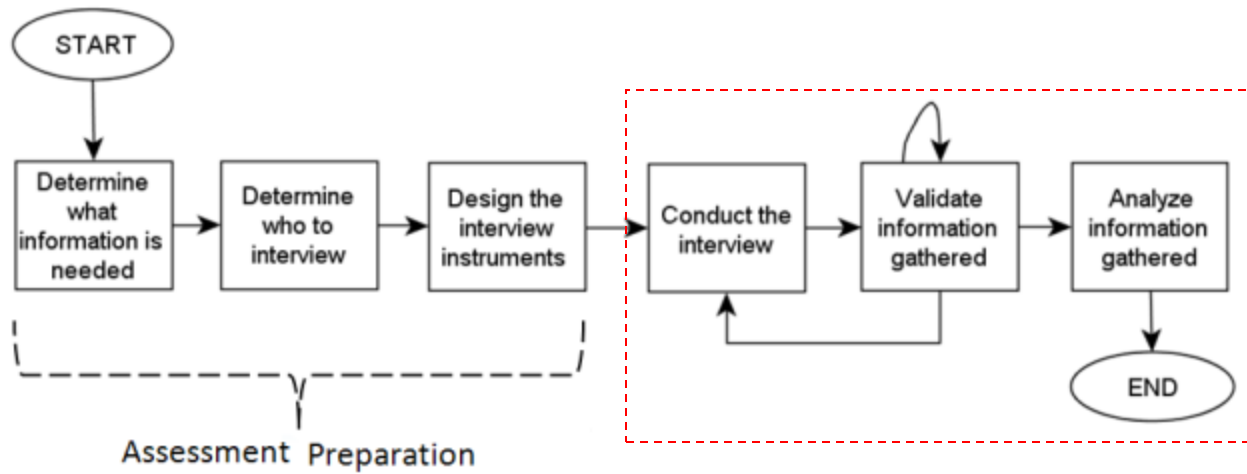 START
Determine
what
information is
needed
Determine
who to
interview
Design the
interview
instruments
Conduct the
interview
Validate
information
gathered
Analyze
information
gathered
END
Assessment Preparation